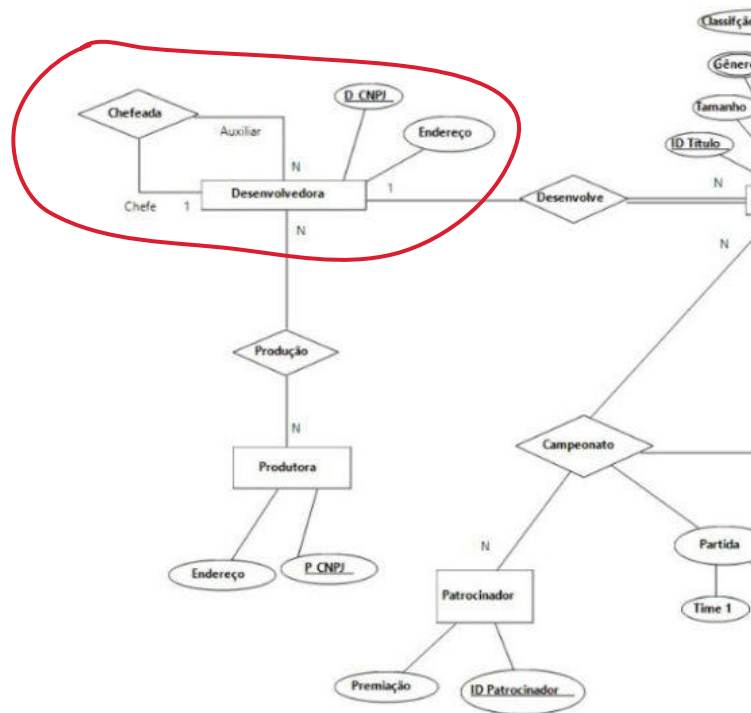 Classifçã
Gênero
Chefeada
D_CNPJ
Tamanho
Auxiliar
Endereço
ID Título
N
Desenvolvedora
1
Desenvolve
N
Chefe 1
N
N
Produção
N
Campeonato
Produtora
Partida
N
Endereço
P_CNPJ
Patrocinador
Time 1
Premiação
ID Patrocinador